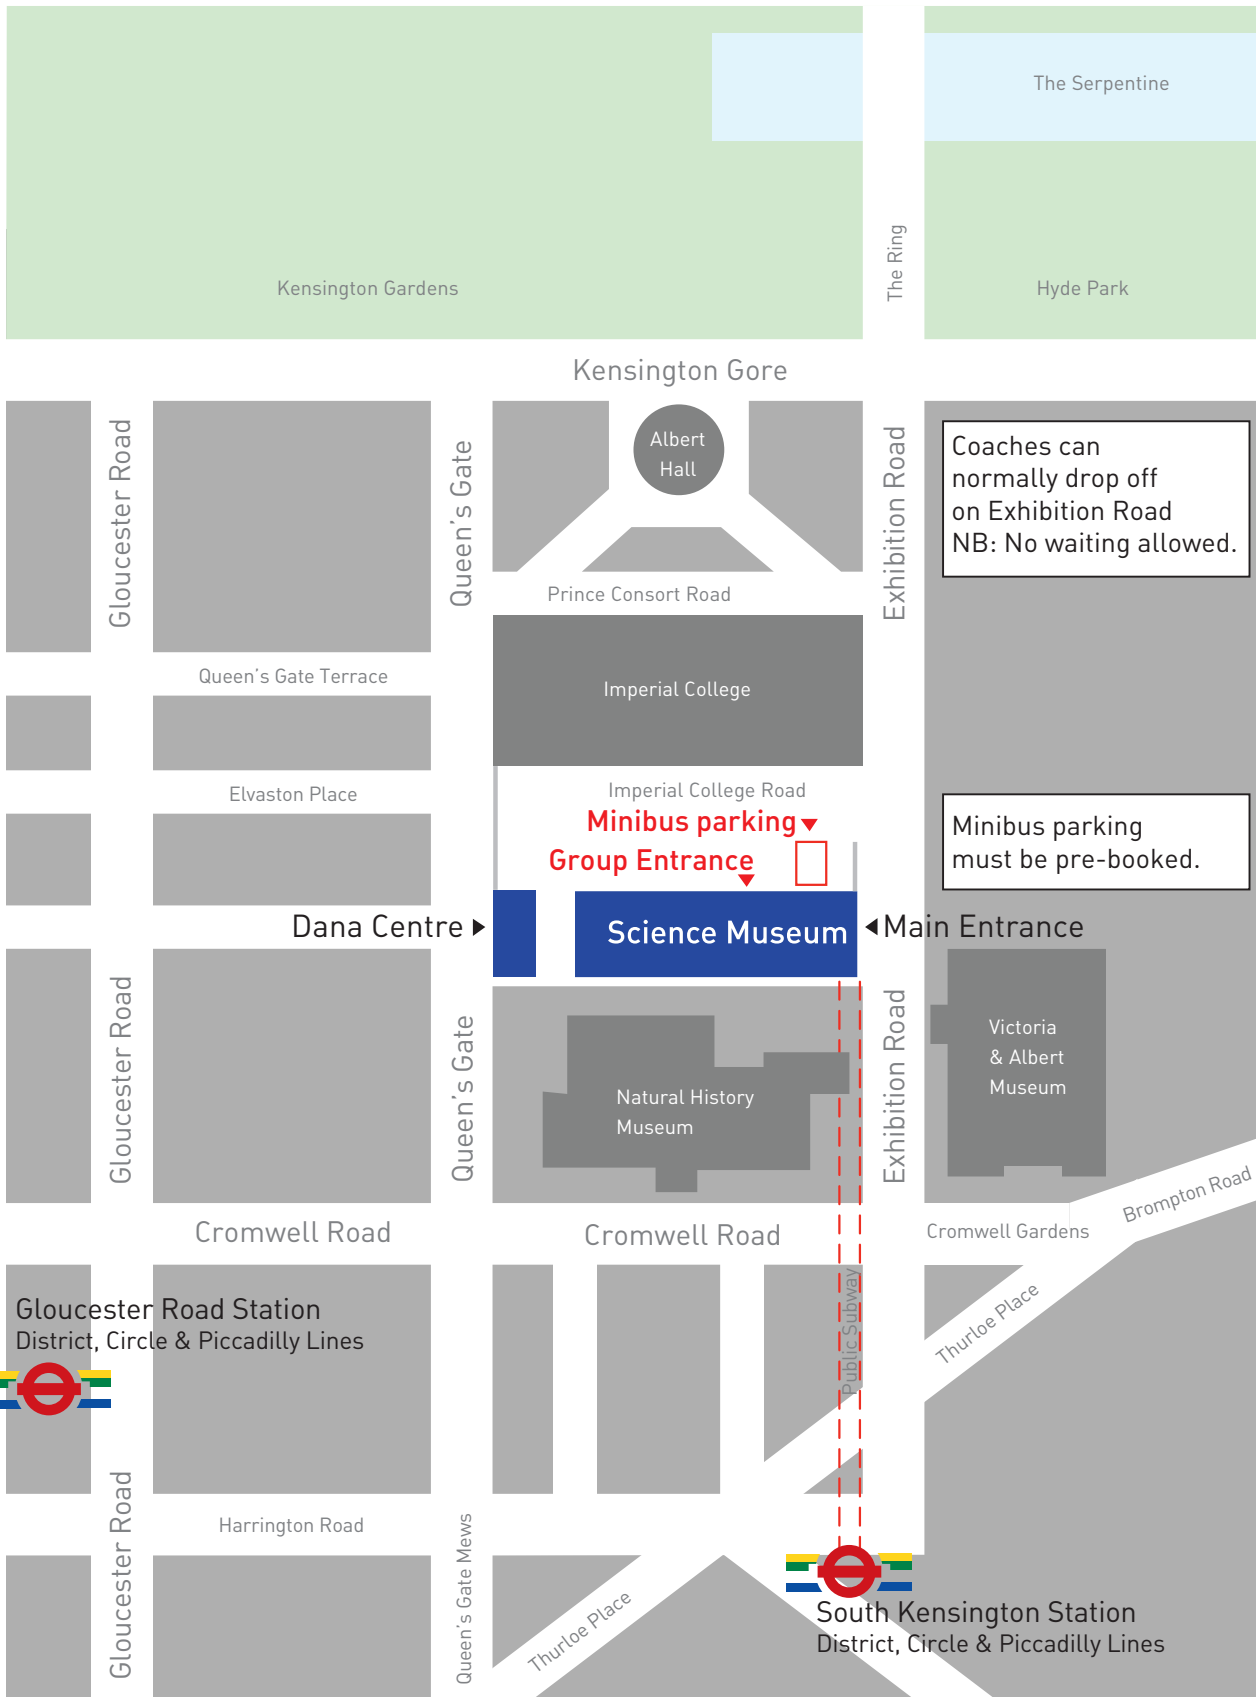 The Serpentine
The Ring
Kensington Gardens
Hyde Park
Kensington Gore
Gloucester Road
Queen's Gate
Albert
Hall
Exhibition Road
Coaches can
normally drop off
on Exhibition Road
NB: No waiting allowed.
Prince Consort Road
Queen's Gate Terrace
Imperial College
Elvaston Place
Imperial College Road
Minibus parking
Group Entrance
Minibus parking
must be pre-booked.
Dana Centre
Science Museum
Main Entrance
Gloucester Road
Queen's Gate
Natural History
Museum
Exhibition Road
Victoria
& Albert
Museum
Brompton Road
Cromwell Road
Cromwell Road
Cromwell Gardens
Gloucester Road Station
District, Circle & Piccadilly Lines
Public Subway
Thurloe Place
Gloucester Road
Harrington Road
Queen's Gate Mews
Thurloe Place
South Kensington Station
District, Circle & Piccadilly Lines